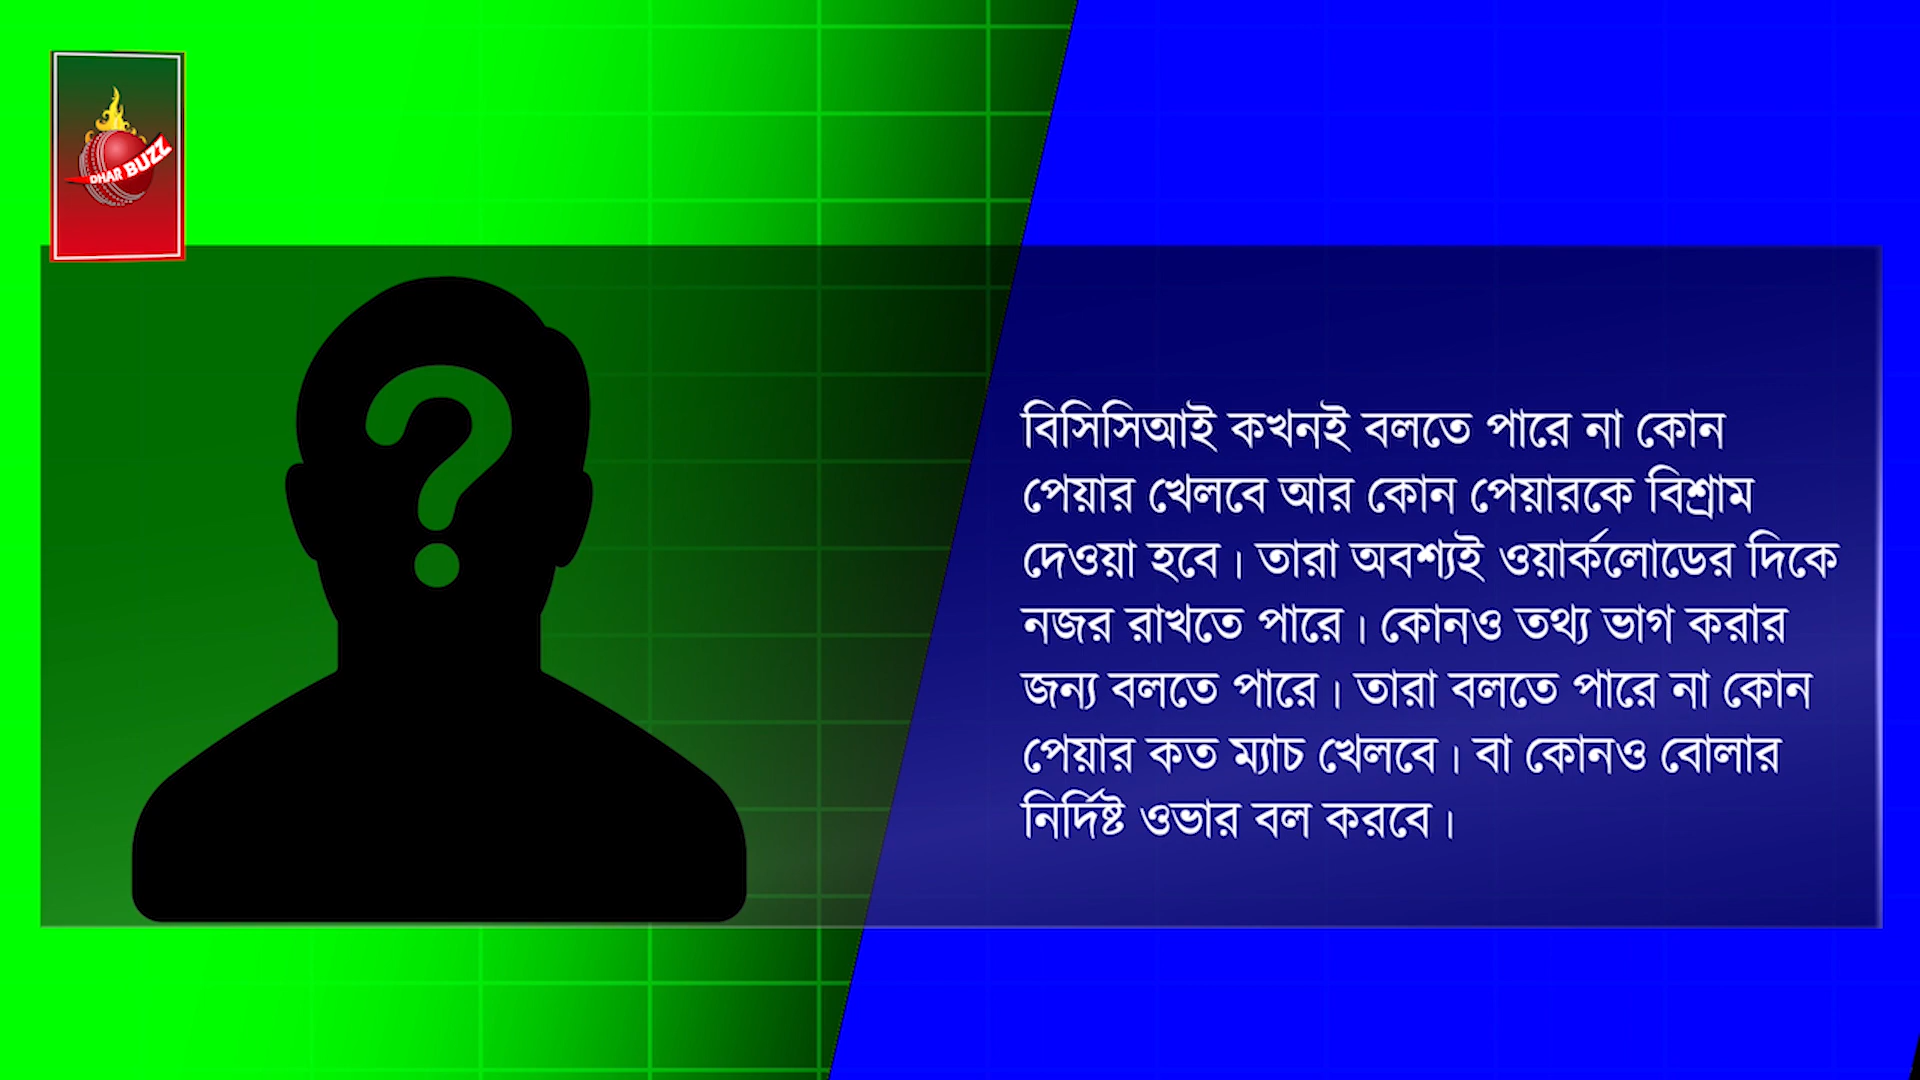 DHAR BUZZ
বিসিসিআই কখনই বলতে পারে না কোন
পেয়ার খেলবে আর কোন পেয়ারকে বিশ্রাম
দেওয়া হবে। তারা অবশ্যই ওয়ার্কলোডের দিকে
নজর রাখতে পারে। কোনও তথ্য ভাগ করার
জন্য বলতে পারে। তারা বলতে পারে না কোন
পেয়ার কত ম্যাচ খেলবে। বা কোনও বোলার
নির্দিষ্ট ওভার বল করবে।